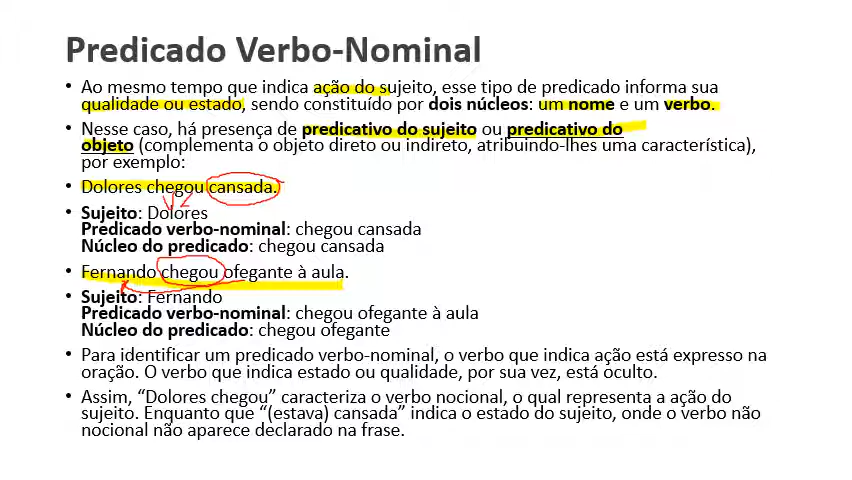 Predicado Verbo-Nominal
• Ao mesmo tempo que indica ação do sujeito, esse tipo de predicado informa sua
qualidade ou estado, sendo constituído por dois núcleos: um nome e um verbo.
• Nesse caso, há presença de predicativo do sujeito ou predicativo do
objeto (complementa o objeto direto ou indireto, atribuindo-lhes uma característica),
por exemplo:
• Dolores chegou cansada.
• Sujeito: Dolores
Predicado verbo-nominal: chegou cansada
Núcleo do predicado: chegou cansada
• Fernando chegou ofegante à aula.
• Sujeito: Fernando
Predicado verbo-nominal: chegou ofegante à aula
Núcleo do predicado: chegou ofegante
• Para identificar um predicado verbo-nominal, o verbo que indica ação está expresso na
oração. O verbo que indica estado ou qualidade, por sua vez, está oculto.
• Assim, “Dolores chegou” caracteriza o verbo nocional, o qual representa a ação do
sujeito. Enquanto que “(estava) cansada” indica o estado do sujeito, onde o verbo não
nocional não aparece declarado na frase.